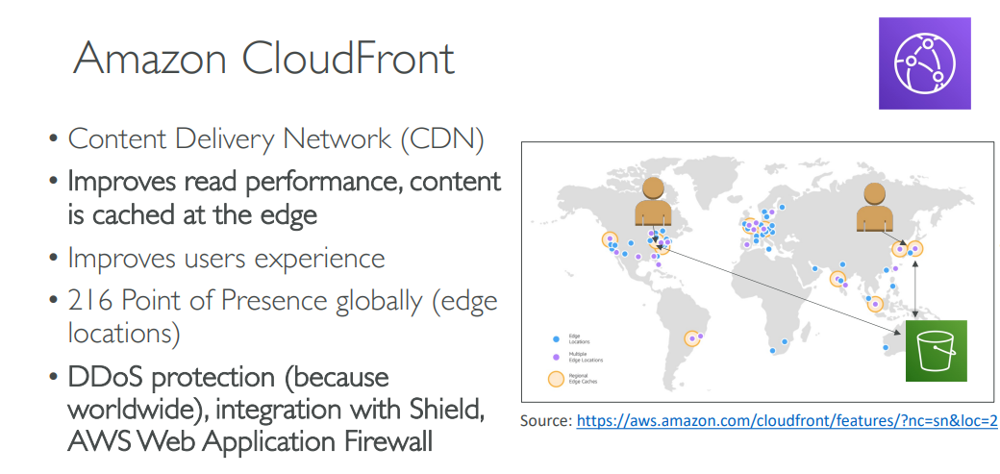 Amazon CloudFront
• Content Delivery Network (CDN)
• Improves read performance, content
is cached at the edge
• Improves users experience
• 216 Point of Presence globally (edge
locations)
• DDoS protection (because
worldwide), integration with Shield,
AWS Web Application Firewall
Edge
Locations
Multiple
Edge Locations
Regional
Edge Caches
Source: https://aws.amazon.com/cloudfront/features/?nc=sn&loc=2